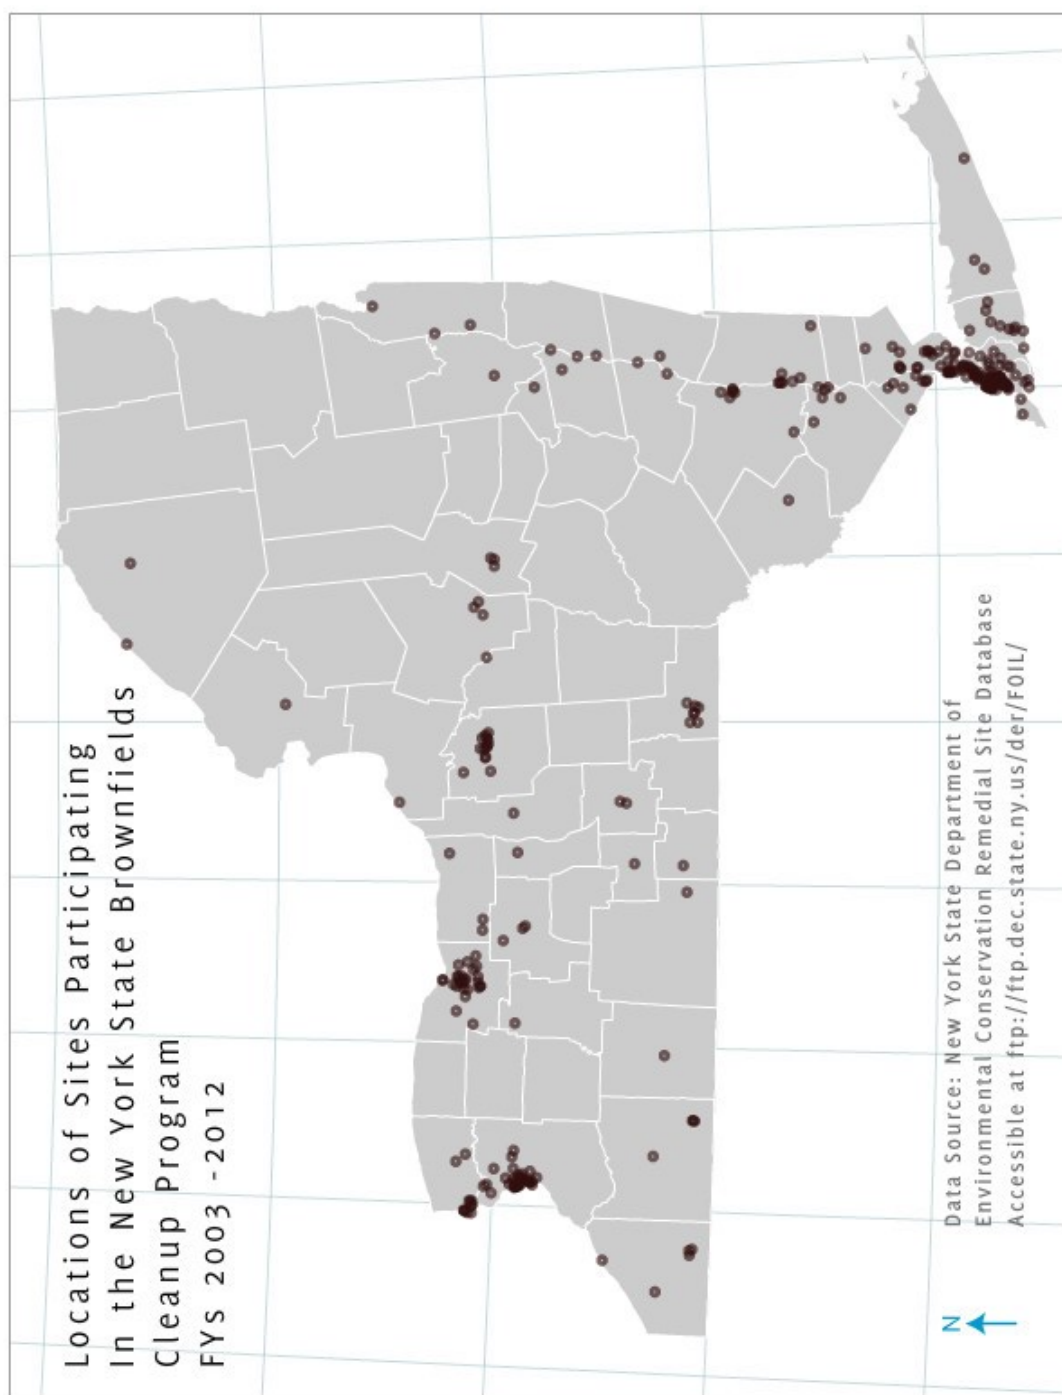 Locations of Sites Participating
In the New York State Brownfields
Cleanup Program
FYs 2003 -2012
N
Data Source: New York State Department of
Environmental Conservation Remedial Site Database
Accessible at ftp://ftp.dec.state.ny.us/der/FOIL/